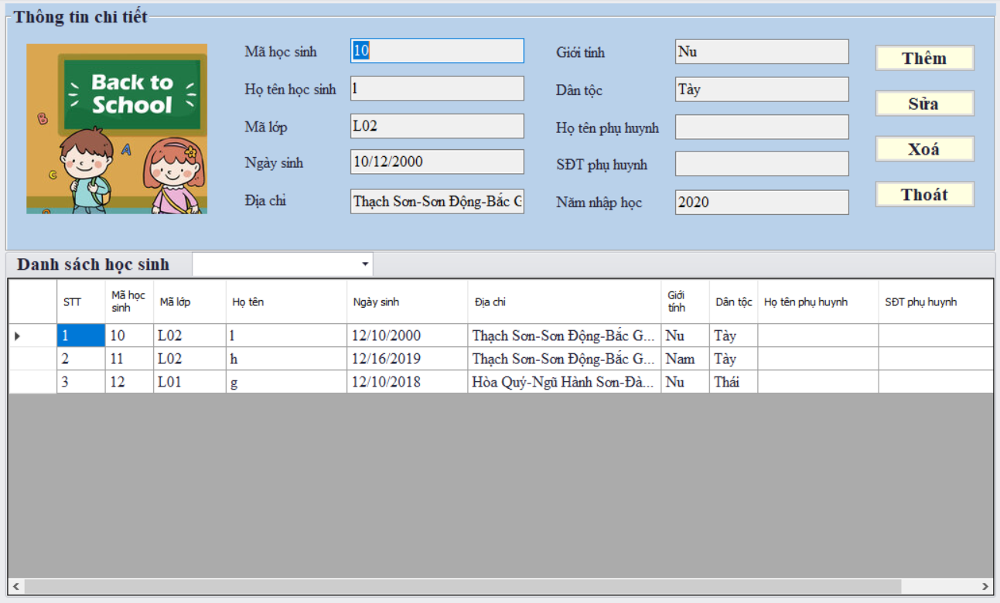 Thông tin chi tiết
Back to
School
B
A
C
Mã học sinh 10
Họ tên học sinh l
Mã lớp L02
Ngày sinh 10/12/2000
Địa chỉ Thạch Sơn-Sơn Động-Bắc G
Giới tính Nu
Dân tộc Tày
Họ tên phụ huynh
SĐT phụ huynh
Năm nhập học 2020
Thêm
Sửa
Xoá
Thoát
Danh sách học sinh
STT Mã học sinh Mã lớp Họ tên Ngày sinh Địa chỉ Giới tính Dân tộc Họ tên phụ huynh SĐT phụ huynh
1 10 L02 l 12/10/2000 Thạch Sơn-Sơn Động-Bắc G... Nu Tày
2 11 L02 h 12/16/2019 Thạch Sơn-Sơn Động-Bắc G... Nam Tày
3 12 L01 g 12/10/2018 Hòa Quý-Ngũ Hành Sơn-Đà... Nu Thái